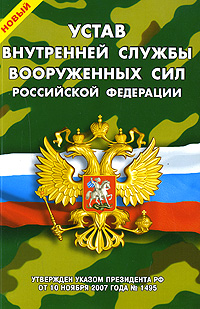 НОВЫЙ
УСТАВ
ВНУТРЕННЕЙ СЛУЖБЫ
ВООРУЖЕННЫХ СИЛ
РОССИЙСКОЙ ФЕДЕРАЦИИ
УТВЕРЖДЕН УКАЗОМ ПРЕЗИДЕНТА РФ
ОТ 10 НОЯБРЯ 2007 ГОДА № 1495